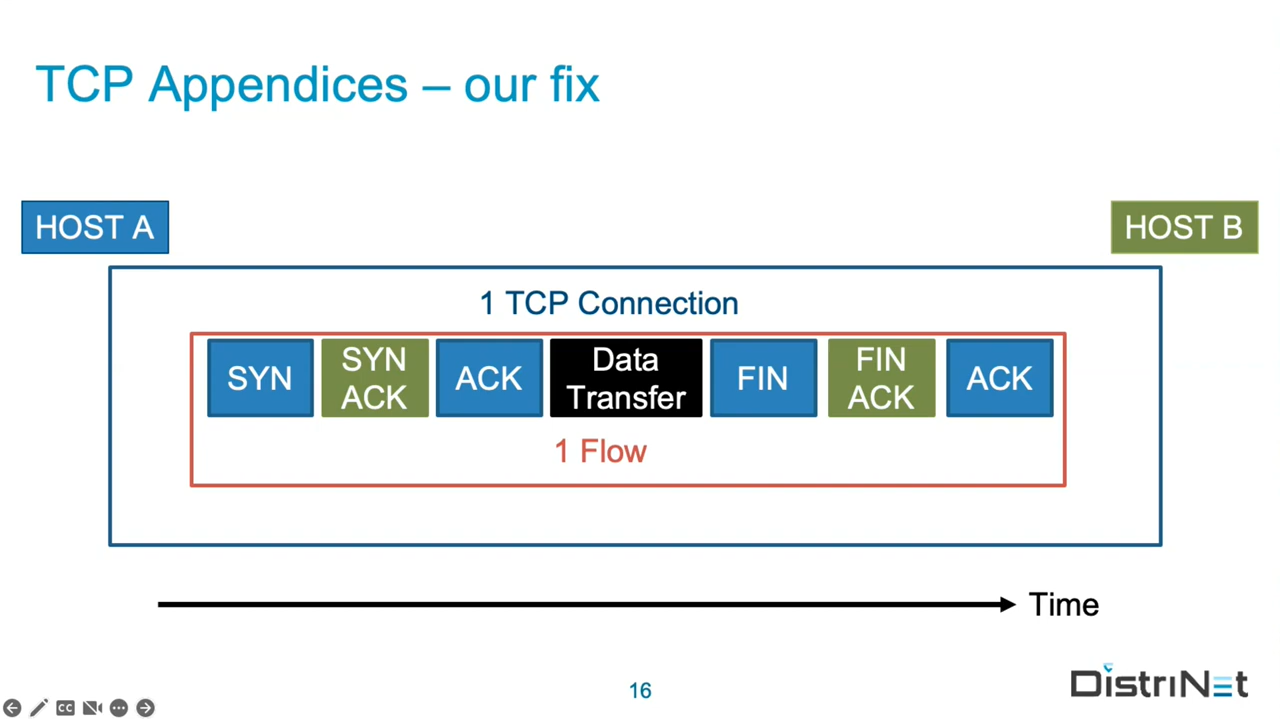 TCP Appendices – our fix
HOST A
HOST B
1 TCP Connection
SYN
SYN
ACK
ACK
Data
Transfer
FIN
FIN
ACK
ACK
1 Flow
Time
16
DistriNet
CC